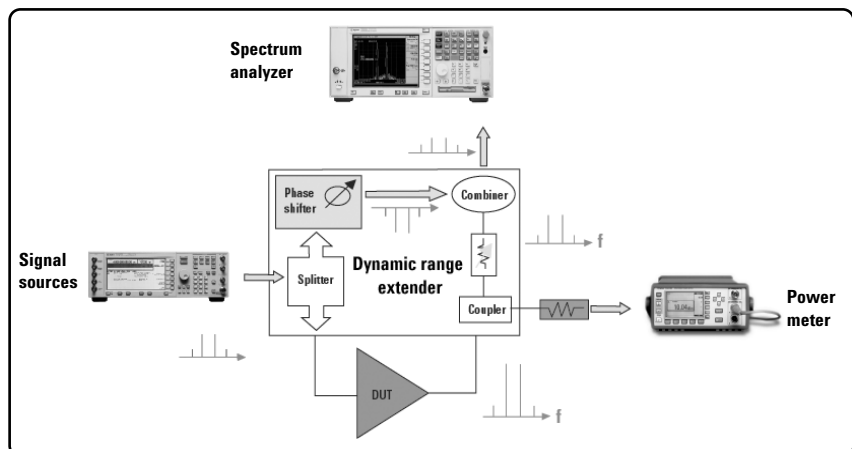 Spectrum
analyzer
Phase
shifter
Combiner
f
Signal
sources
Splitter
Dynamic range
extender
Coupler
Power
meter
DUT
f